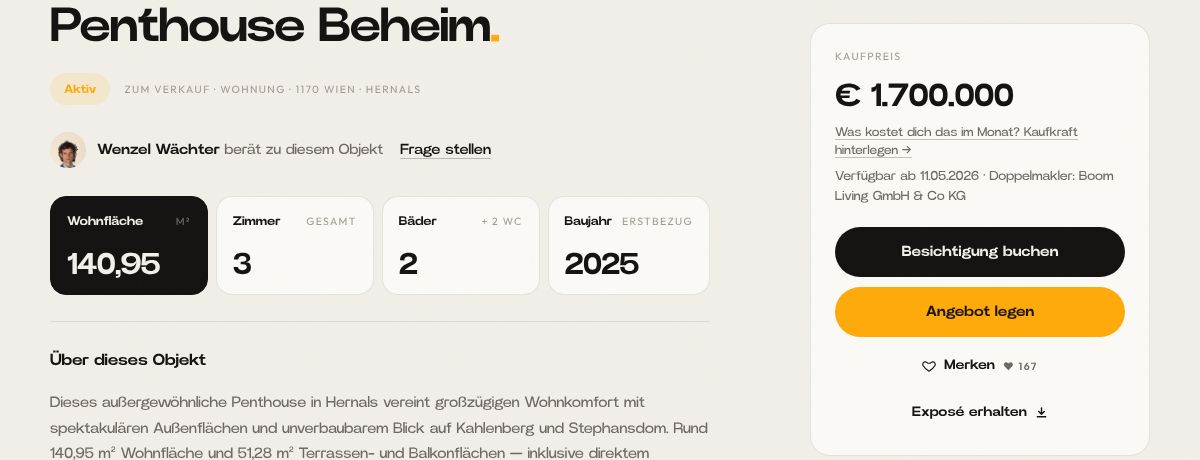 Penthouse Beheim.
Aktiv
ZUM VERKAUF · WOHNUNG · 1170 WIEN · HERNALS
Wenzel Wächter berät zu diesem Objekt Frage stellen
Wohnfläche M²
140,95
Zimmer GESAMT
3
Bäder + 2 WC
2
Baujahr ERSTBEZUG
2025
Über dieses Objekt
Dieses außergewöhnliche Penthouse in Hernals vereint großzügigen Wohnkomfort mit
spektakulären Außenflächen und unverbaubarem Blick auf Kahlenberg und Stephansdom. Rund
140,95 m² Wohnfläche und 51,28 m² Terrassen- und Balkonflächen — inklusive direktem
KAUFPREIS
€ 1.700.000
Was kostet dich das im Monat? Kaufkraft
hinterlegen →
Verfügbar ab 11.05.2026 · Doppelmakler: Boom
Living GmbH & Co KG
Besichtigung buchen
Angebot legen
Merken ♥ 167
Exposé erhalten